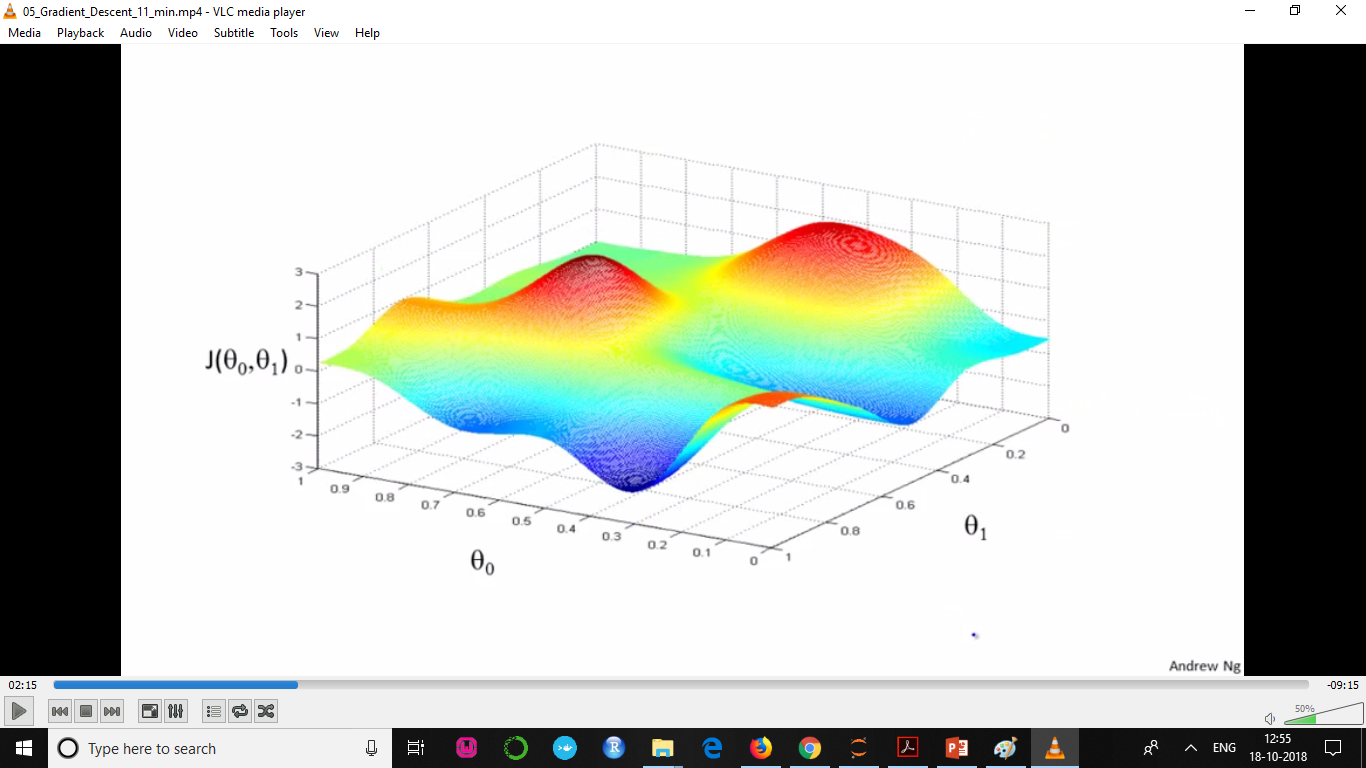 05_Gradient_Descent_11_min.mp4 - VLC media player
Media Playback Audio Video Subtitle Tools View Help
3
2
1
0
-1
-2
-3
J(θ0,θ1)
1 0.9 0.8 0.7 0.6 0.5 0.4 0.3 0.2 0.1 0
θ0
0
0.2
0.4
0.6
0.8
1
θ1
Andrew Ng
02:15 -09:15
50%
Type here to search
R
ENG
12:55
18-10-2018